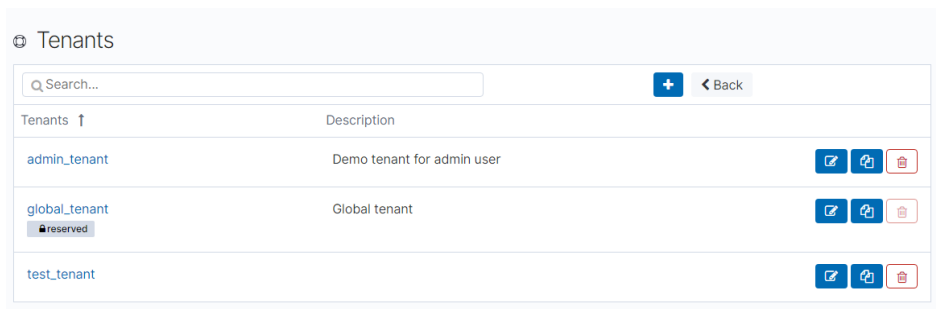 Tenants
Search...
Back
Tenants Description
admin_tenant Demo tenant for admin user
global_tenant Global tenant
reserved
test_tenant